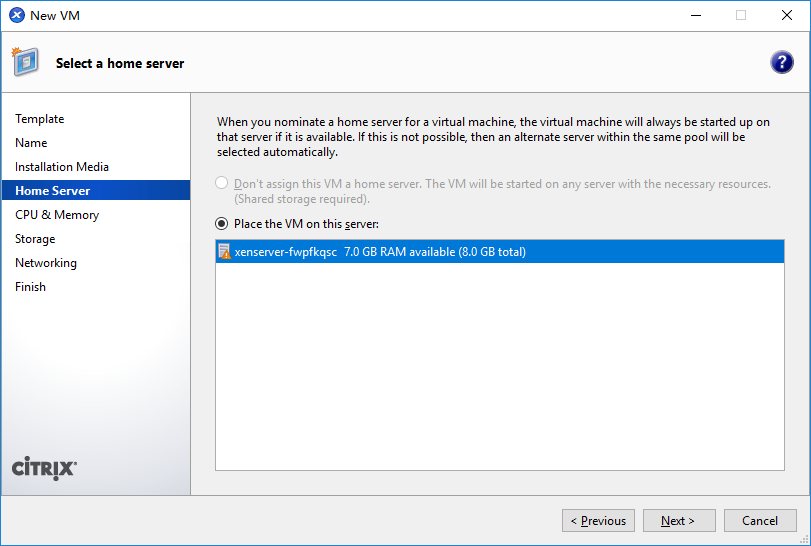 New VM
Select a home server
?
Template
Name
Installation Media
Home Server
CPU & Memory
Storage
Networking
Finish
CİTRIX
When you nominate a home server for a virtual machine, the virtual machine will always be started up on
that server if it is available. If this is not possible, then an alternate server within the same pool will be
selected automatically.
Don't assign this VM a home server. The VM will be started on any server with the necessary resources.
(Shared storage required).
Place the VM on this server:
xenserver-fwpfkqsc 7.0 GB RAM available (8.0 GB total)
< Previous
Next >
Cancel